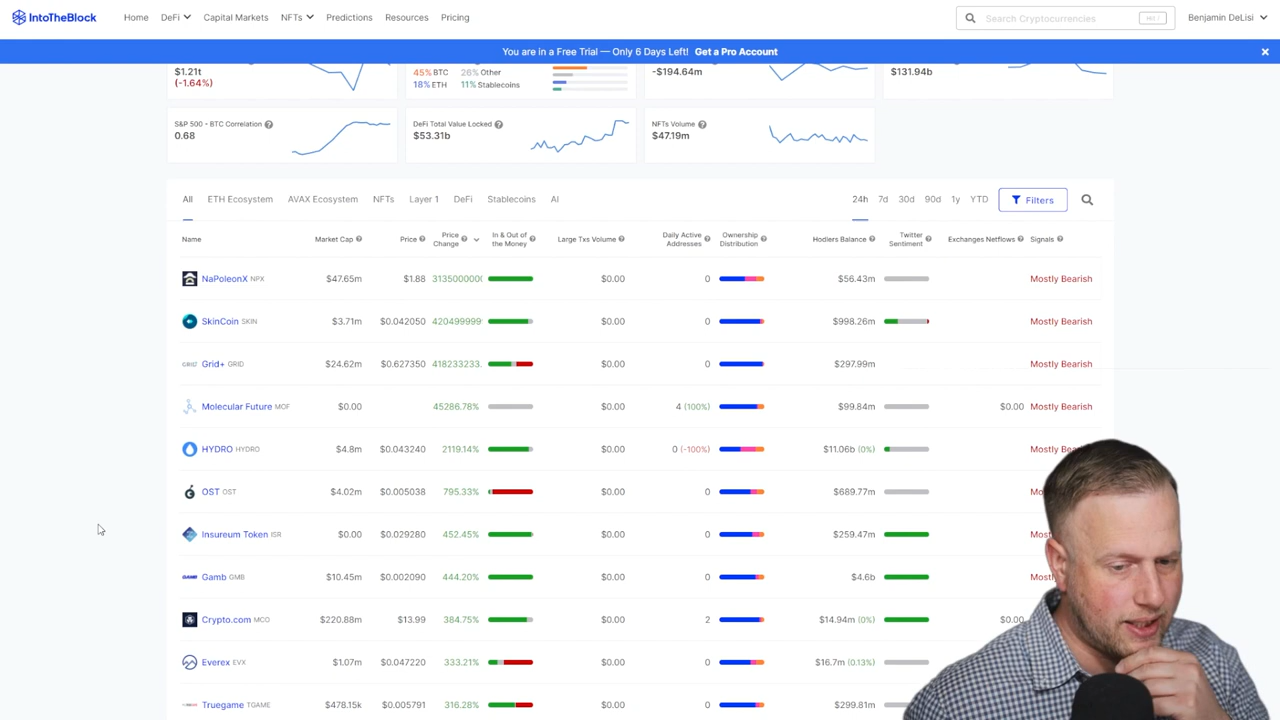 IntoTheBlock Home DeFi Capital Markets NFTs Predictions Resources Pricing Search Cryptocurrencies Benjamin DeLisi
You are in a Free Trial — Only 6 Days Left! Get a Pro Account
$1.21t 45% BTC 26% Other -$194.64m $131.94b
(-1.64%) 18% ETH 11% Stablecoins
S&P 500 - BTC Correlation DeFi Total Value Locked NFTs Volume
0.68 $53.31b $47.19m
All ETH Ecosystem AVAX Ecosystem NFTs Layer 1 DeFi Stablecoins AI 24h 7d 30d 90d 1y YTD Filters
Name Market Cap Price Price Change In & Out of the Money Large Txs Volume Daily Active Addresses Ownership Distribution Hodlers Balance Twitter Sentiment Exchanges Netflows Signals
NaPoleonX NPX $47.65m $1.88 3135000000 $0.00 0 $56.43m Mostly Bearish
SkinCoin SKIN $3.71m $0.042050 420499999 $0.00 0 $998.26m Mostly Bearish
Grid+ GRID $24.62m $0.627350 418233233. $0.00 0 $297.99m Mostly Bearish
Molecular Future MOF $0.00 45286.78% $0.00 4 (100%) $99.84m $0.00 Mostly Bearish
HYDRO HYDRO $4.8m $0.043240 2119.14% $0.00 0 (-100%) $11.06b (0%) Mostly
OST OST $4.02m $0.005038 795.33% $0.00 0 $689.77m
Insureum Token ISR $0.00 $0.029280 452.45% $0.00 0 $259.47m
Gamb GMB $10.45m $0.002090 444.20% $0.00 0 $4.6b
Crypto.com MCO $220.88m $13.99 384.75% $0.00 2 $14.94m (0%) $0.00
Everex EVX $1.07m $0.047220 333.21% $0.00 0 $16.7m (0.13%)
Truegame TGAME $478.15k $0.005791 316.28% $0.00 0 $299.81m